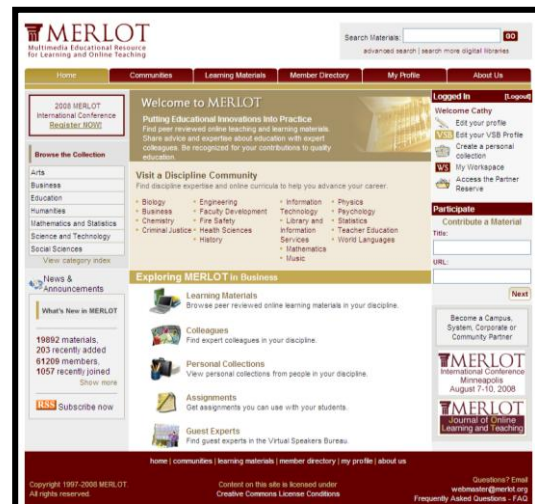 MERLOT
Multimedia Educational Resource
for Learning and Online Teaching
Search Materials:
GO
advanced search | search more digital libraries
Home
Communities
Learning Materials
Member Directory
My Profile
About Us
2008 MERLOT
International Conference
Register NOW!
Browse the Collection
Arts
Business
Education
Humanities
Mathematics and Statistics
Science and Technology
Social Sciences
View category index
News &
Announcements
What's New in MERLOT
19892 materials,
203 recently added
61209 members,
1057 recently joined
Show more
RSS Subscribe now
Welcome to MERLOT
Putting Educational Innovations Into
Practice
Find peer reviewed online teaching and learning materials.
Share advice and expertise about education with expert
colleagues. Be recognized for your contributions to quality
education.
Visit a Discipline Community
Find discipline expertise and online curricula to help you advance your career.
• Biology
• Business
• Chemistry
• Criminal Justice
• Engineering
• Faculty Development
• Fire Safety
• Health Sciences
• History
• Information
Technology
• Library and
Information
Services
• Mathematics
• Music
• Physics
• Psychology
• Statistics
• Teacher Education
• World Languages
Exploring MERLOT in Business
Learning Materials
Browse peer reviewed online learning materials in your discipline.
Colleagues
Find expert colleagues in your discipline.
Personal Collections
View personal collections from people in your discipline.
Assignments
Get assignments you can use with your students.
Guest Experts
Find guest experts in the Virtual Speakers Bureau.
Logged In [Logout]
Welcome Cathy
Edit your profile
VSB Edit your VSB Profile
Create a personal
collection
WS My Workspace
Access the Partner
Reserve
Participate
Contribute a Material
Title:
URL:
Next
Become a Campus,
System, Corporate or
Community Partner
MERLOT
International Conference
Minneapolis
August 7-10, 2008
MERLOT
Journal of Online
Learning and Teaching
home | communities | learning materials | member directory | my profile | about us
Copyright 1997-2008 MERLOT.
All rights reserved.
Content on this site is licensed under
Creative Commons License Conditions
Questions? Email
webmaster@merlot.org
Frequently Asked Questions - FAQ